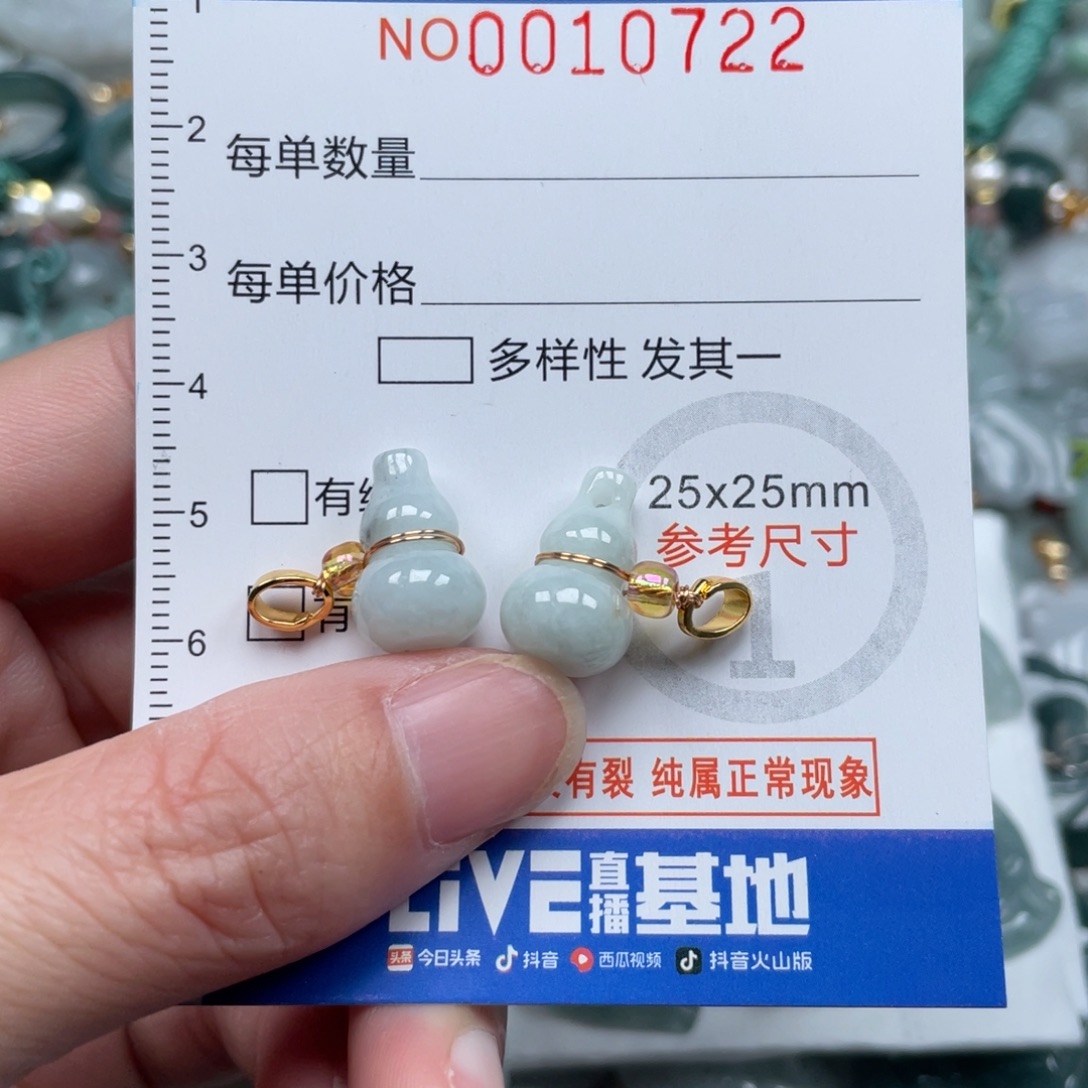 1
NO0010722
2
每单数量
3
每单价格
多样性 发其一
4
有
25x25mm
5
参考尺寸
有
1
6
有裂 纯属正常现象
LIVE直播基地
头条 今日头条 抖音 西瓜视频 抖音火山版